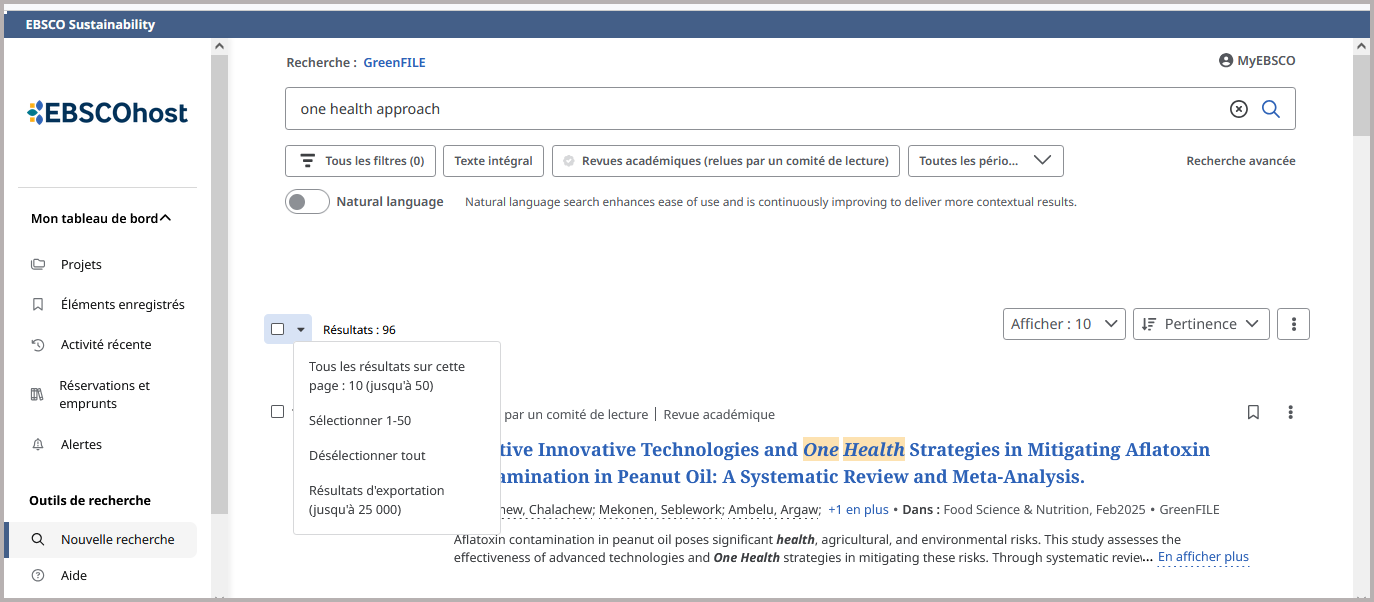 EBSCO Sustainability
EBSCOhost
Mon tableau de bord
Projets
Éléments enregistrés
Activité récente
Réservations et
emprunts
Alertes
Outils de recherche
Nouvelle recherche
Aide
Recherche : GreenFILE
MyEBSCO
one health approach
Tous les filtres (0)
Texte intégral
Revues académiques (relues par un comité de lecture)
Toutes les pério...
Recherche avancée
Natural language
Natural language search enhances ease of use and is continuously improving to deliver more contextual results.
Résultats : 96
Afficher : 10
Pertinence
Tous les résultats sur cette
page : 10 (jusqu'à 50)
Sélectionner 1-50
Désélectionner tout
Résultats d'exportation
(jusqu'à 25 000)
par un comité de lecture | Revue académique
Innovative Technologies and One Health Strategies in Mitigating Aflatoxin
in Peanut Oil: A Systematic Review and Meta-Analysis.
Chalachew; Mekonen, Seblework; Ambelu, Argaw; +1 en plus • Dans : Food Science & Nutrition, Feb2025 • GreenFILE
Aflatoxin contamination in peanut oil poses significant health, agricultural, and environmental risks. This study assesses the
effectiveness of advanced technologies and One Health strategies in mitigating these risks. Through systematic revie... En afficher plus